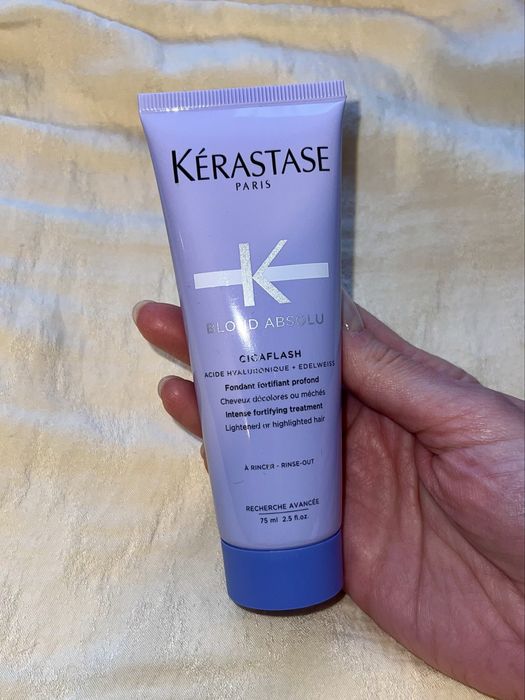 KÉRASTASE
PARIS
K
BLOND ABSOLU
CICAFLASH
ACIDE HYALURONIQUE + EDELWEISS
Fondant fortifiant profond
Cheveux décolorés ou méchés
Intense fortifying treatment
Lightened or highlighted hair
À RINCER - RINSE-OUT
RECHERCHE AVANCÉE
75 ml 2.5 fl.oz.